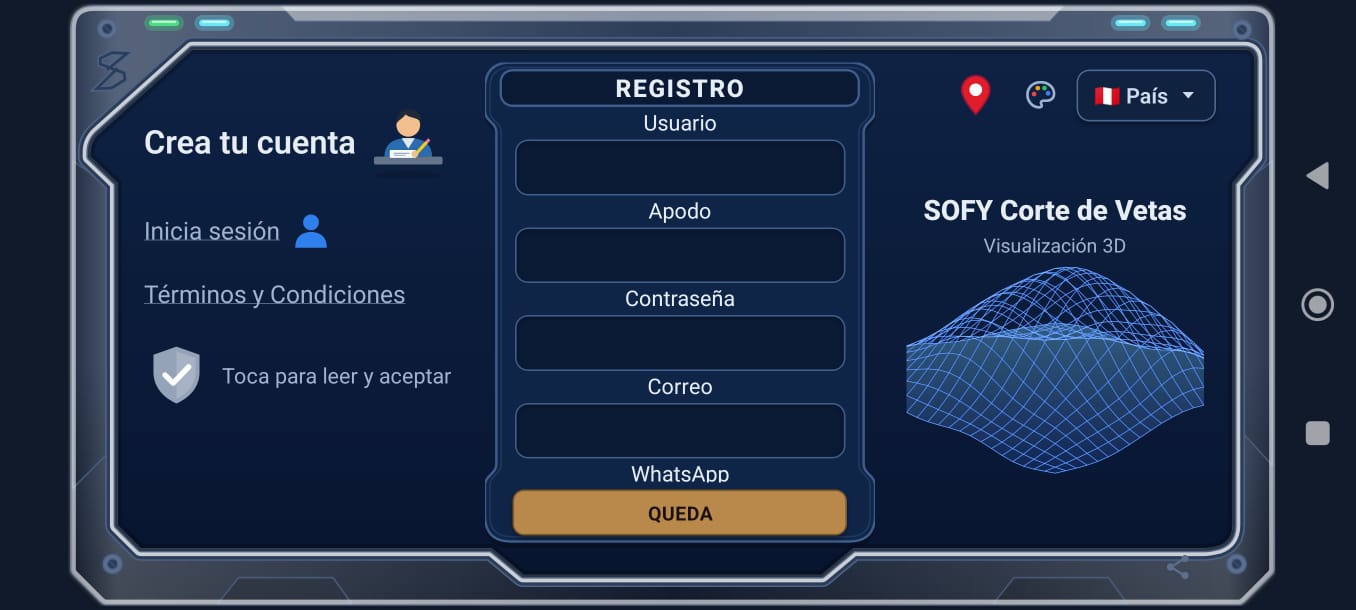 Crea tu cuenta
Inicia sesión
Términos y Condiciones
Toca para leer y aceptar
REGISTRO
Usuario
Apodo
Contraseña
Correo
WhatsApp
QUEDA
País
SOFY Corte de Vetas
Visualización 3D